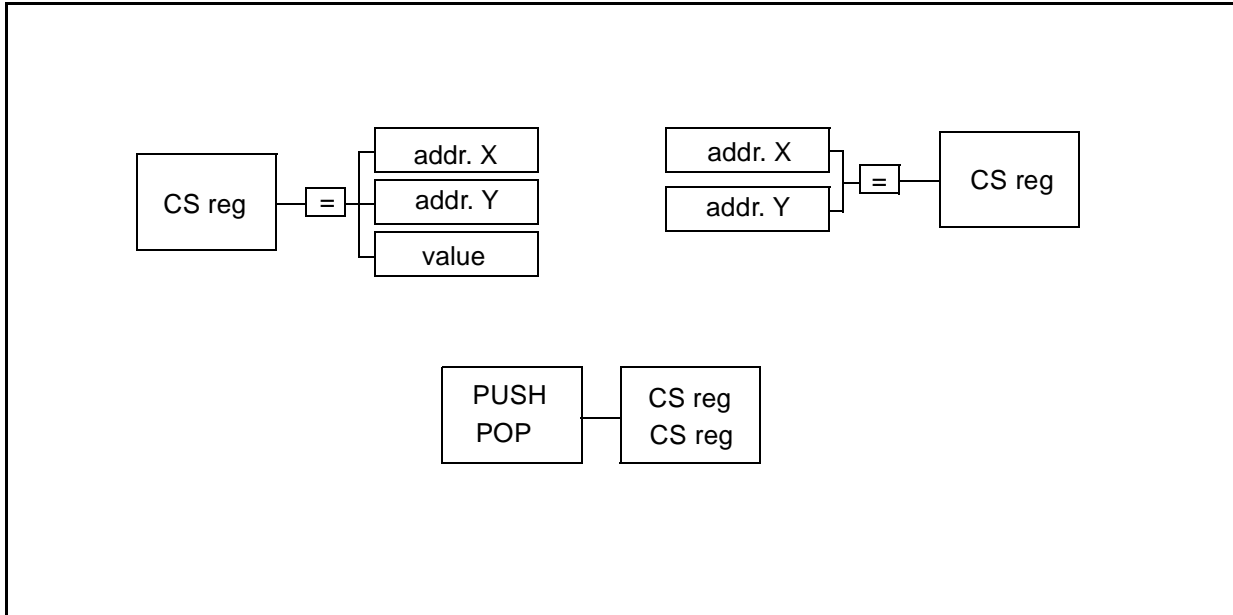 CS reg
=
addr. X
addr. Y
value
addr. X
addr. Y
=
CS reg
PUSH
POP
CS reg
CS reg